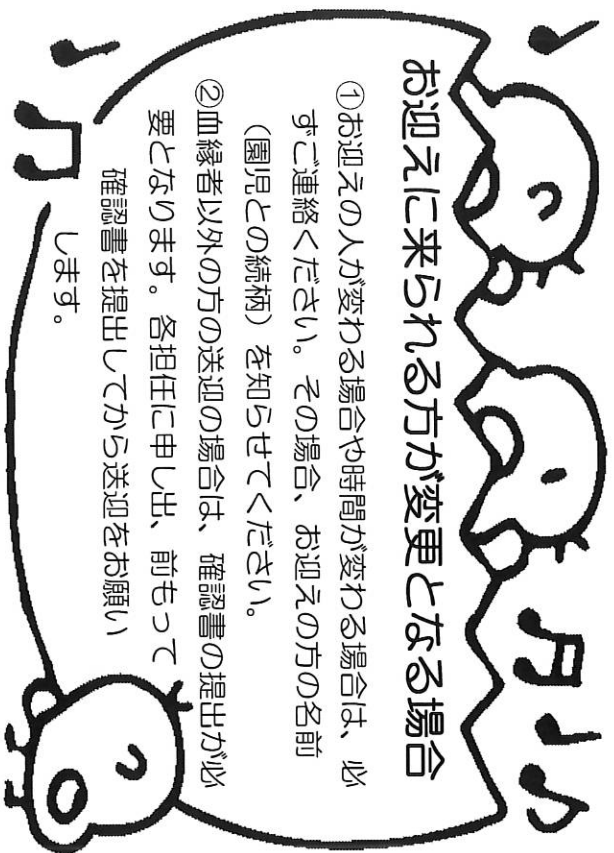 お迎えに来られる方が変更となる場合
①お迎えの人が変わる場合や時間が変わる場合は、必
ずご連絡ください。その場合、お迎えの方の名前
（園児との続柄）を知らせてください。
②血縁者以外の方の送迎の場合は、確認書の提出が必
要となります。各担任に申し出、前もって
確認書を提出してから送迎をお願い
します。